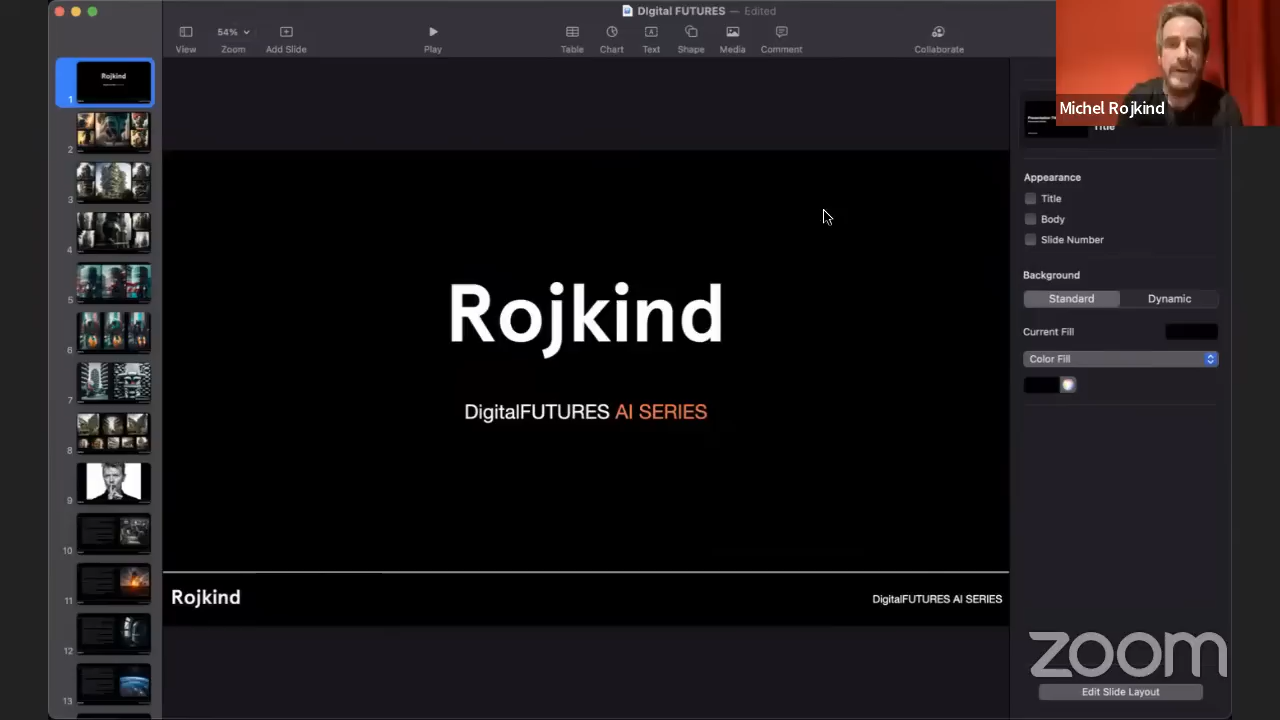 Digital FUTURES — Edited
View
54%
Zoom
Add Slide
Play
Table
Chart
Text
Shape
Media
Comment
Collaborate
Michel Rojkind
Title
Appearance
Title
Body
Slide Number
Background
Standard
Dynamic
Current Fill
Color Fill
Edit Slide Layout
Rojkind
1
2
3
4
5
6
7
8
9
10
11
12
13
Rojkind
DigitalFUTURES AI SERIES
Rojkind
DigitalFUTURES AI SERIES
zoom